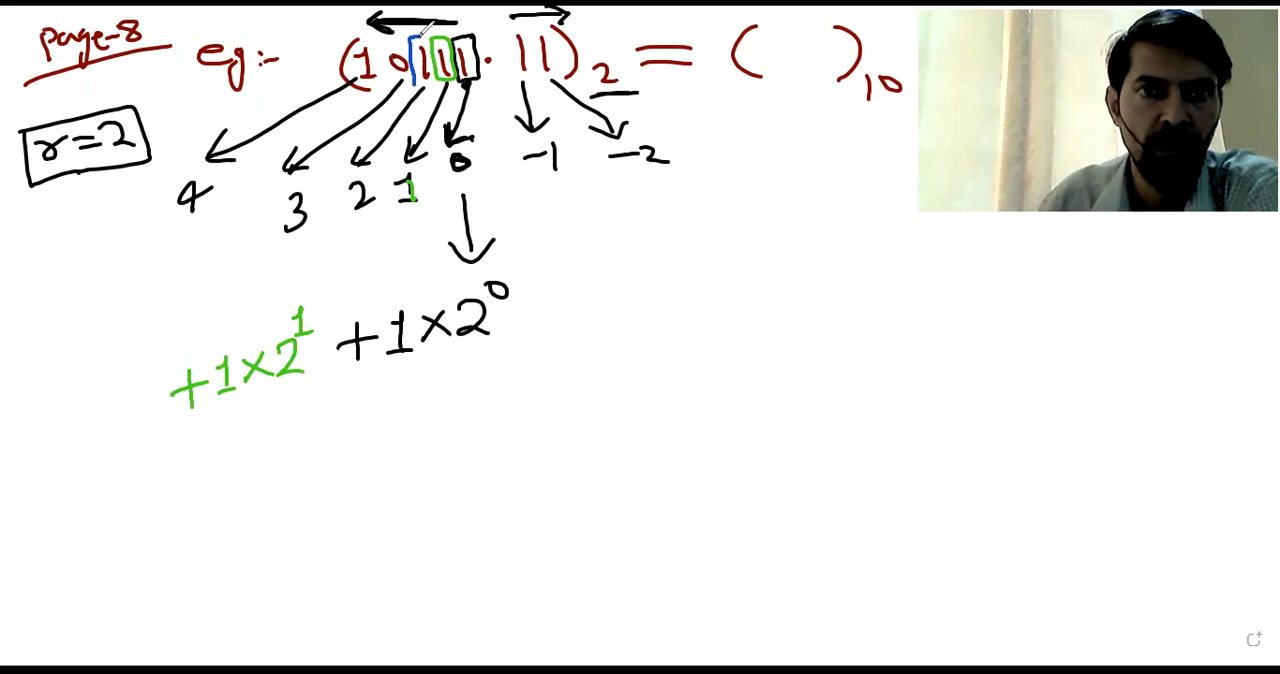 page-8
eg:- (10111.11)2 = ( )10
r=2
4 3 2 1 0 -1 -2
+1×2^1 +1×2^0